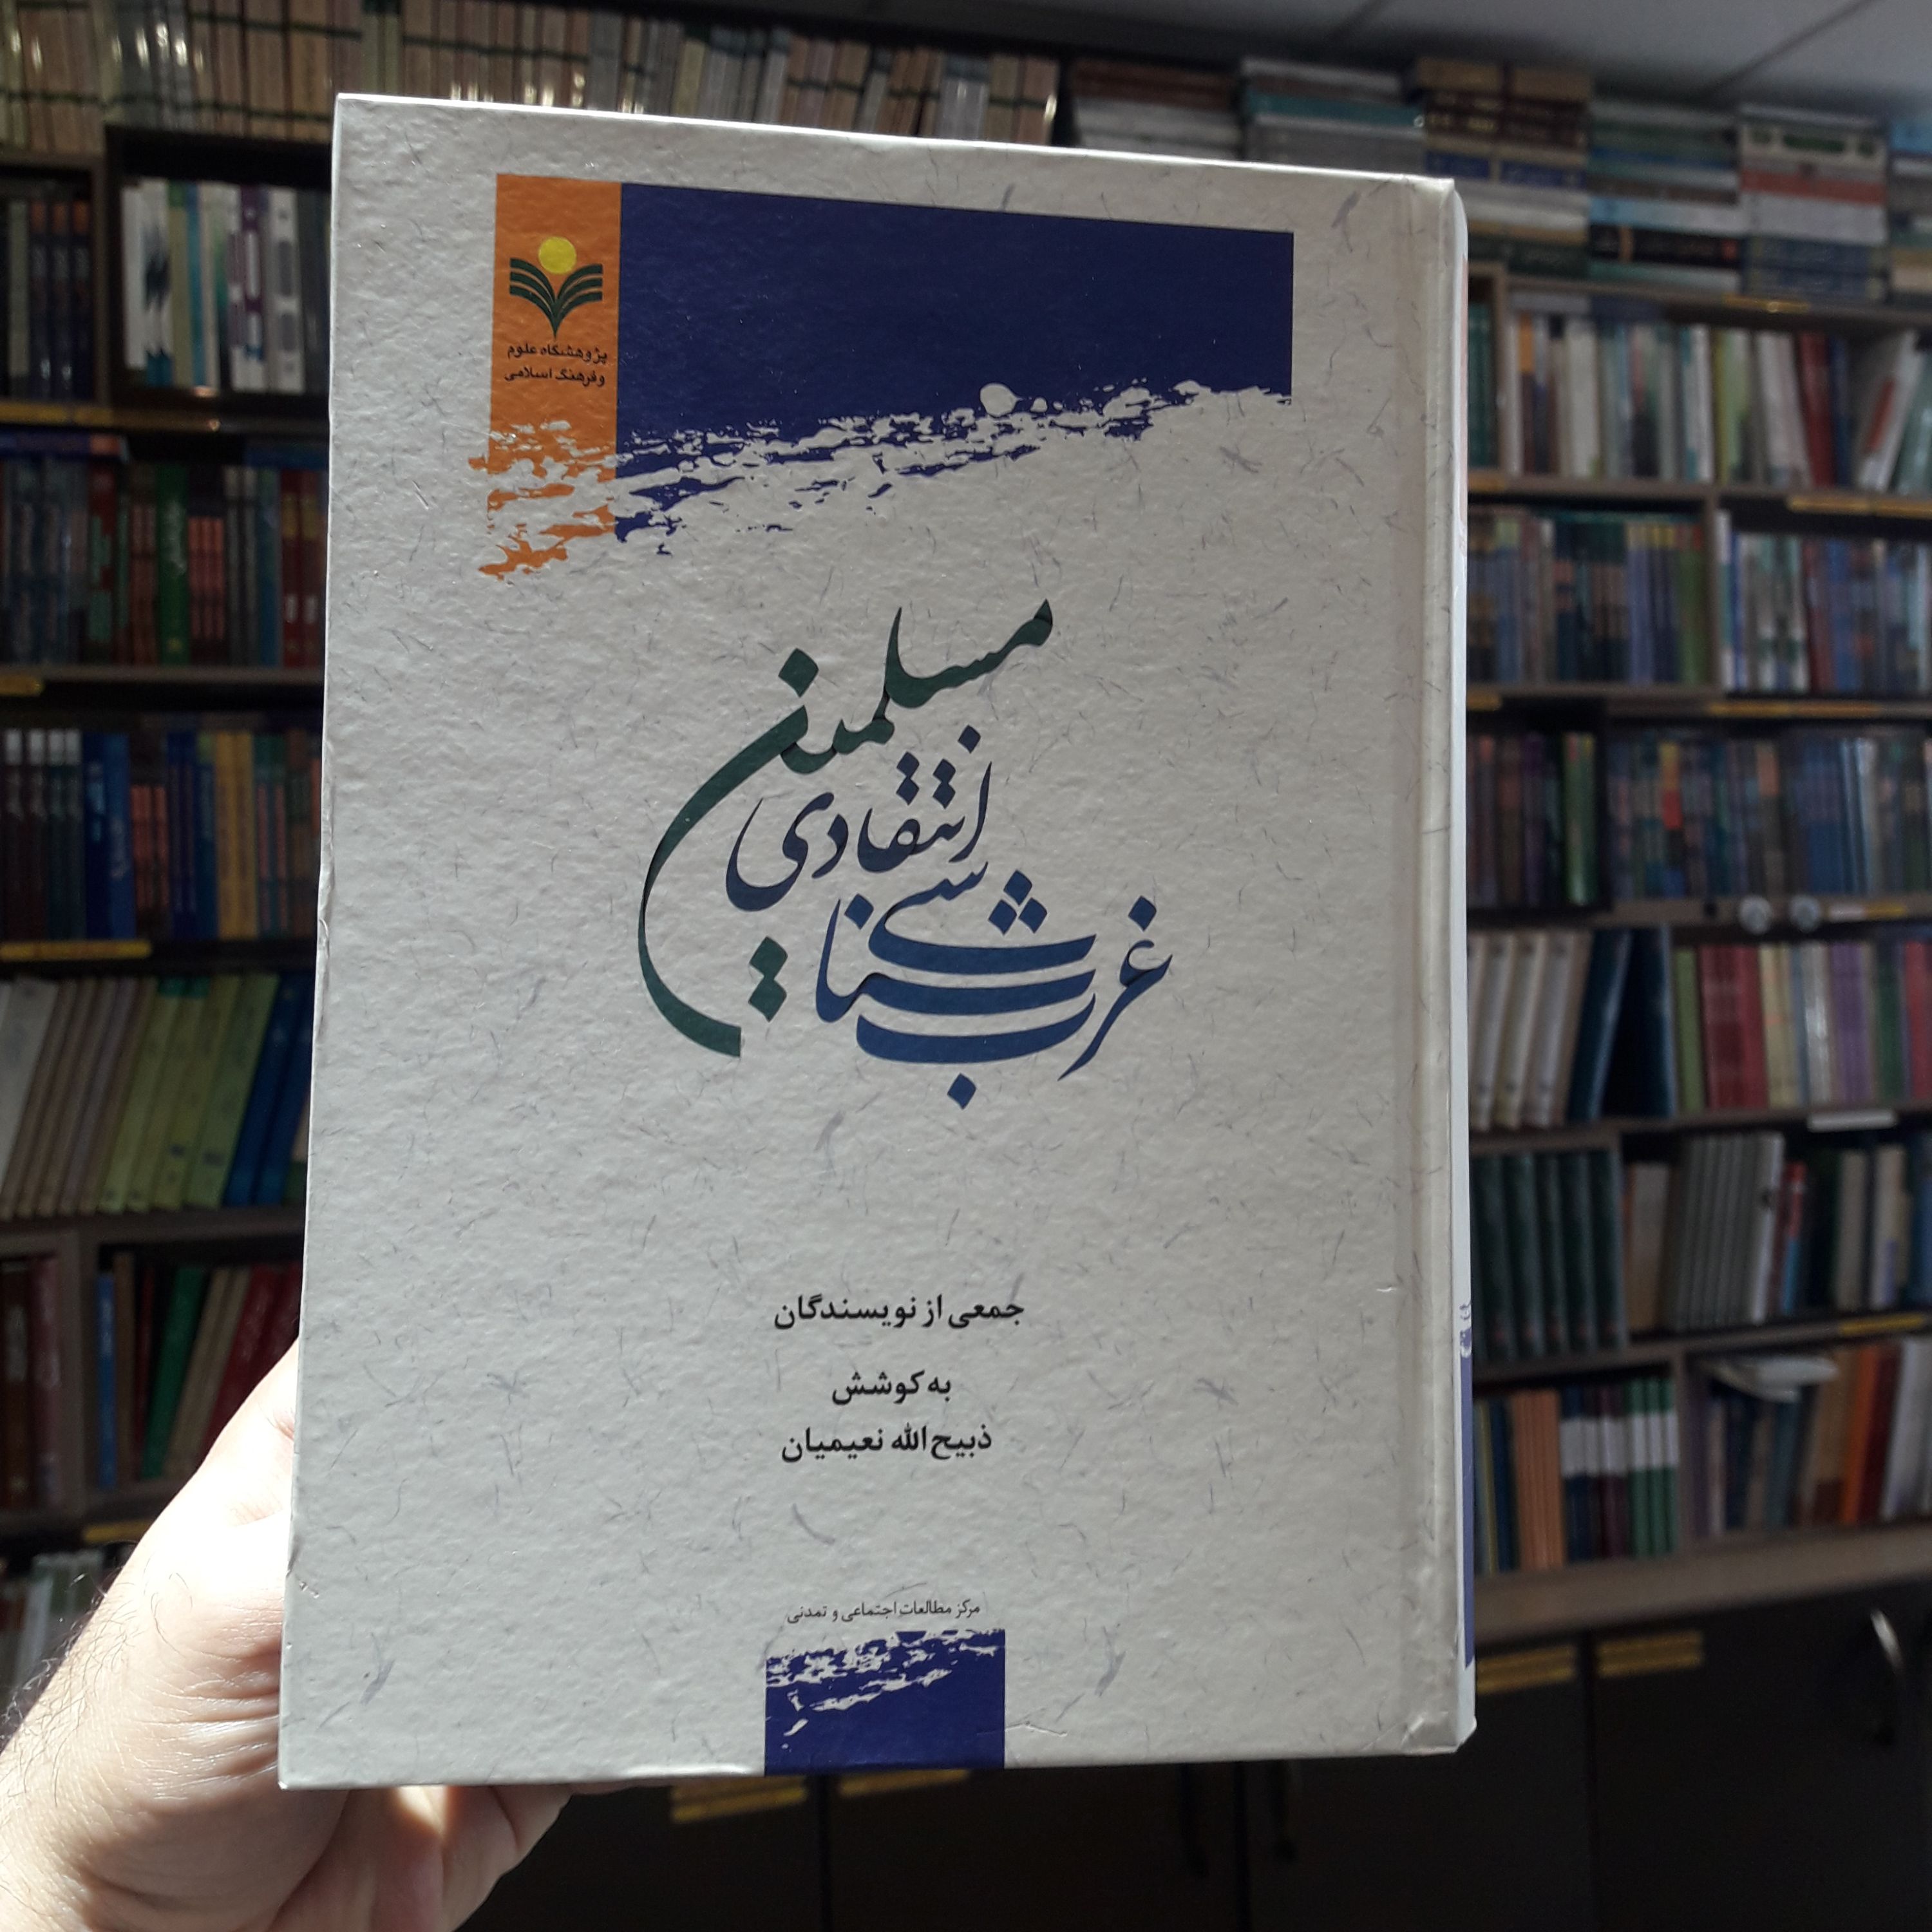 پژوهشگاه علوم
و فرهنگ اسلامی
غرب‌شناسی
انتقادی
مسلمین
جمعی از نویسندگان
به کوشش
ذبیح الله نعیمیان
مرکز مطالعات اجتماعی و تمدنی